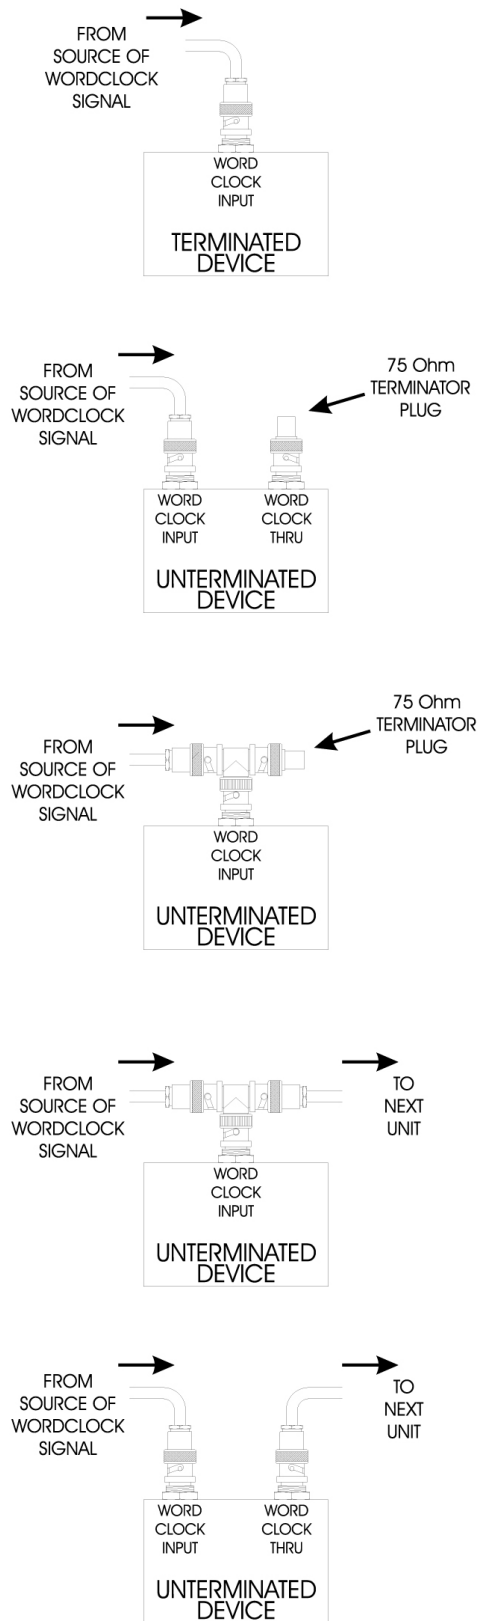 FROM
SOURCE OF
WORDCLOCK
SIGNAL
WORD
CLOCK
INPUT
TERMINATED
DEVICE
FROM
SOURCE OF
WORDCLOCK
SIGNAL
75 Ohm
TERMINATOR
PLUG
WORD
CLOCK
INPUT
WORD
CLOCK
THRU
UNTERMINATED
DEVICE
FROM
SOURCE OF
WORDCLOCK
SIGNAL
75 Ohm
TERMINATOR
PLUG
WORD
CLOCK
INPUT
UNTERMINATED
DEVICE
FROM
SOURCE OF
WORDCLOCK
SIGNAL
TO
NEXT
UNIT
WORD
CLOCK
INPUT
UNTERMINATED
DEVICE
FROM
SOURCE OF
WORDCLOCK
SIGNAL
TO
NEXT
UNIT
WORD
CLOCK
INPUT
WORD
CLOCK
THRU
UNTERMINATED
DEVICE